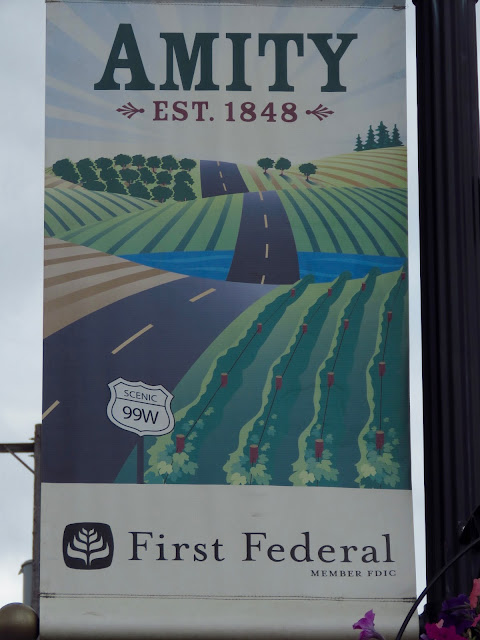 AMITY
EST. 1848
SCENIC
99W
First Federal
MEMBER FDIC